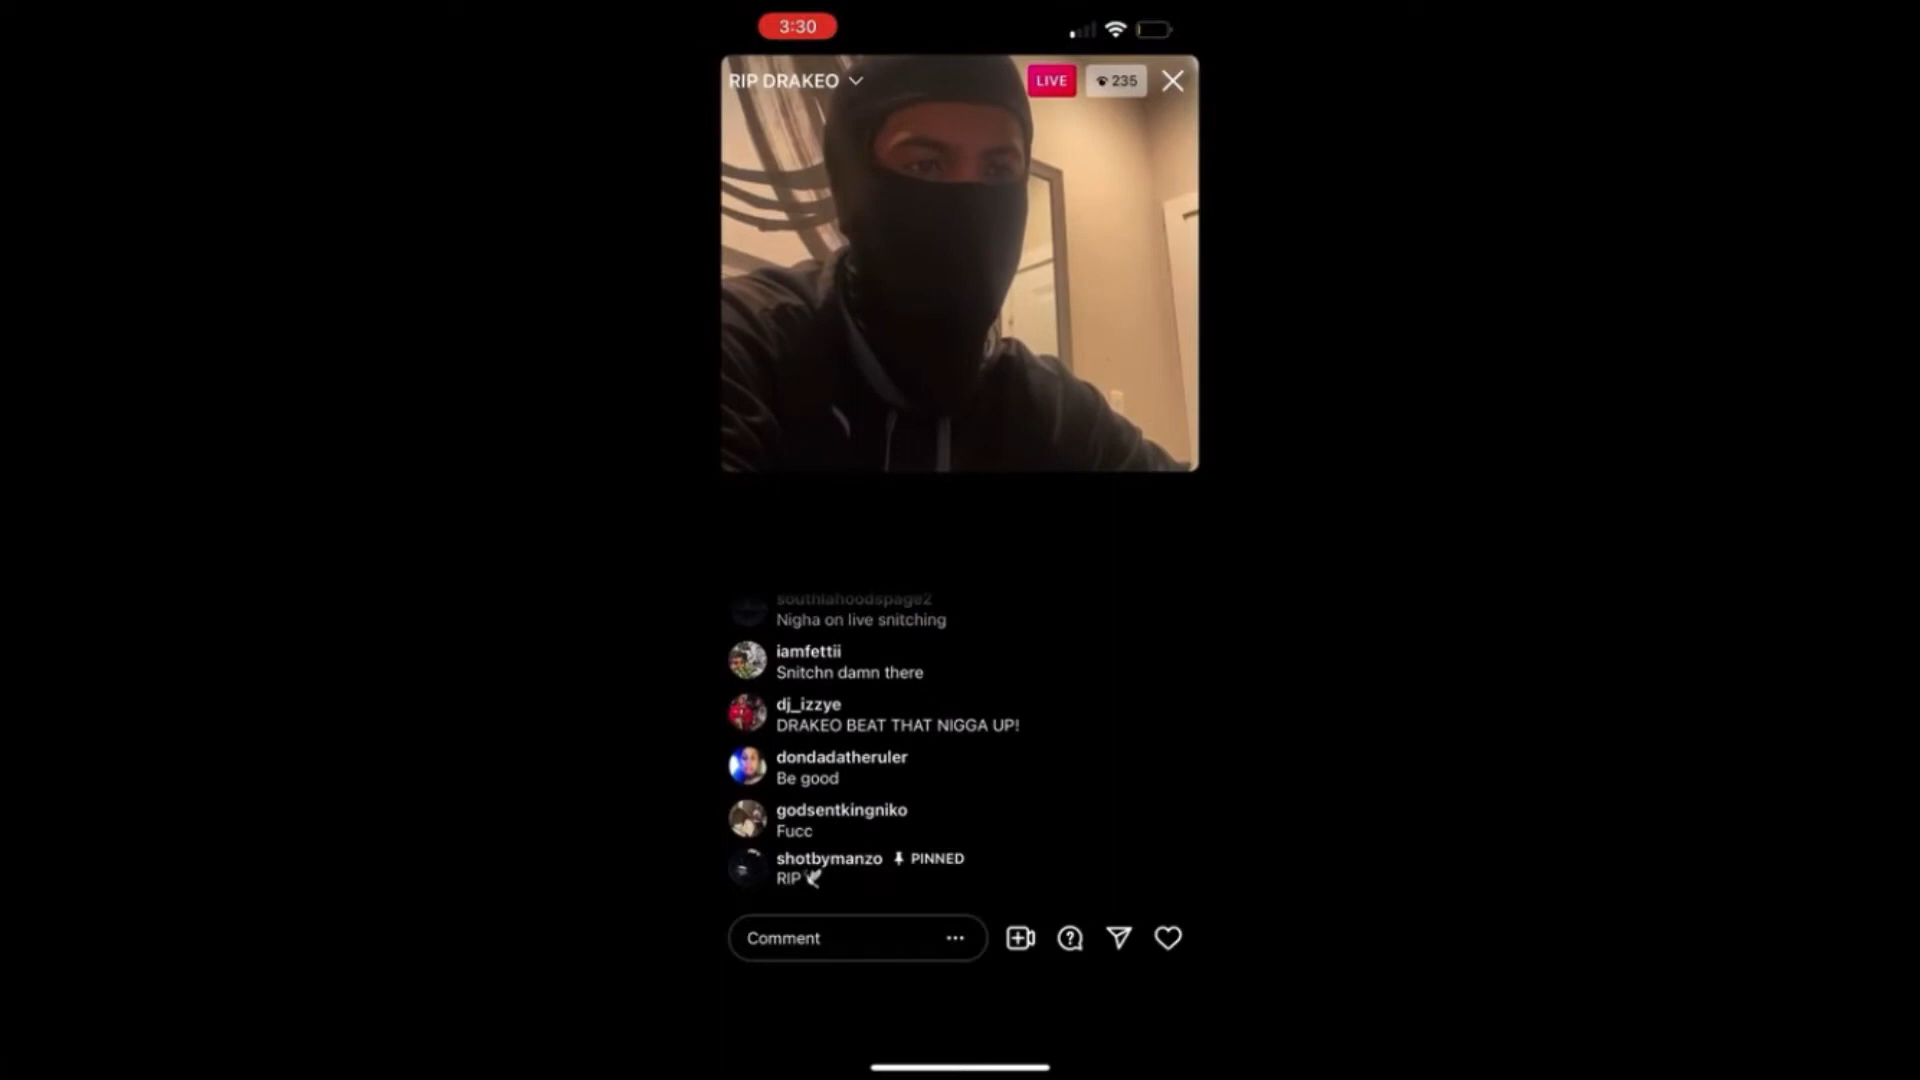 3:30
RIP DRAKEO
LIVE
235
southlahoodspage2
Nigha on live snitching
iamfettii
Snitchn damn there
dj_izzye
DRAKEO BEAT THAT NIGGA UP!
dondadatheruler
Be good
godsentkingniko
Fucc
shotbymanzo PINNED
RIP🕊
Comment